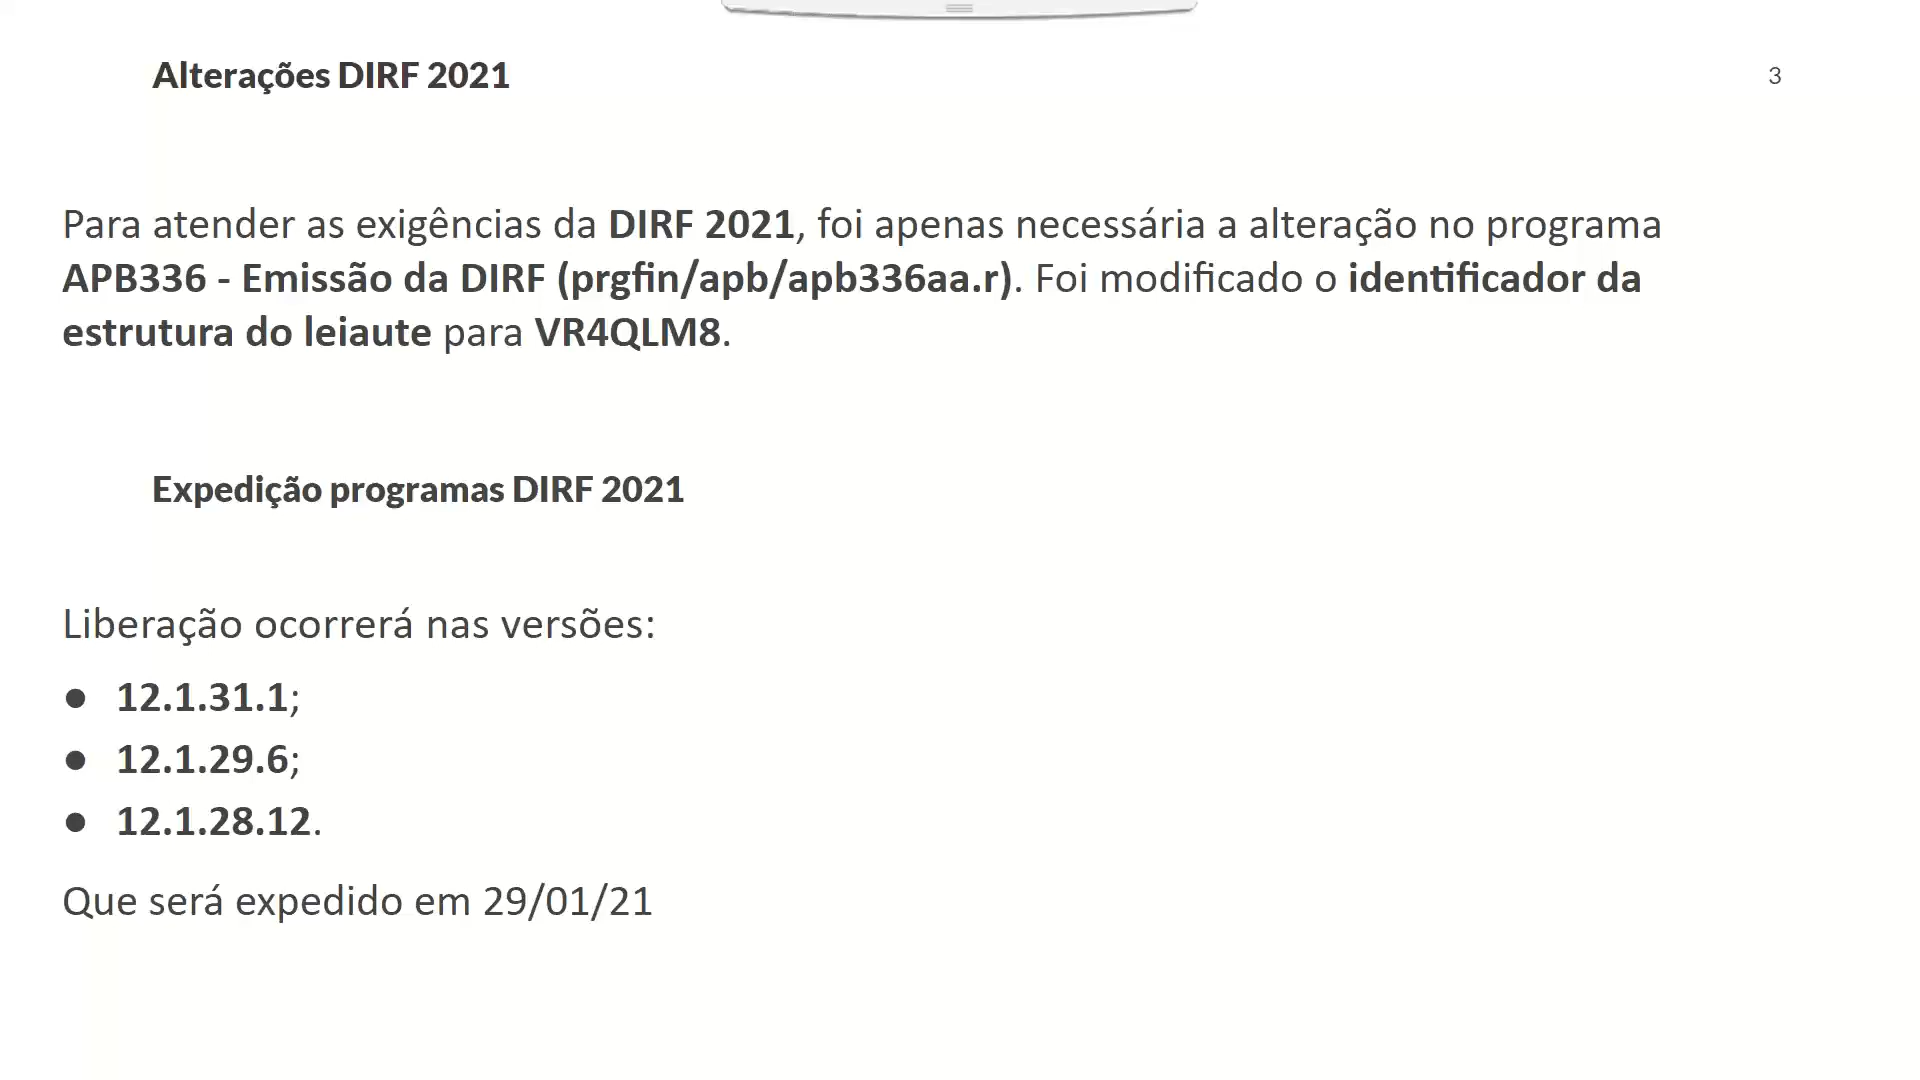 Alterações DIRF 2021
3
Para atender as exigências da DIRF 2021, foi apenas necessária a alteração no programa
APB336 - Emissão da DIRF (prgfin/apb/apb336aa.r). Foi modificado o identificador da
estrutura do leiaute para VR4QLM8.
Expedição programas DIRF 2021
Liberação ocorrerá nas versões:
● 12.1.31.1;
● 12.1.29.6;
● 12.1.28.12.
Que será expedido em 29/01/21